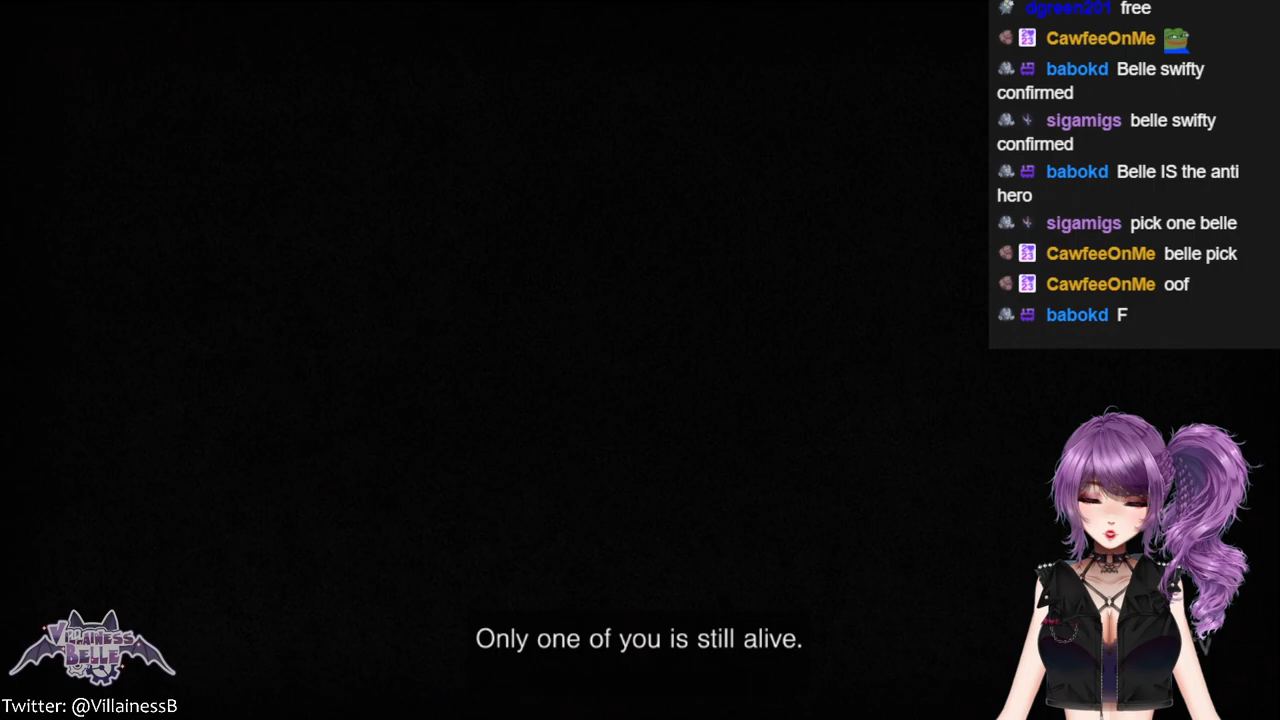 dgreen201 free
CawfeeOnMe
babokd Belle swifty
confirmed
sigamigs belle swifty
confirmed
babokd Belle IS the anti
hero
sigamigs pick one belle
CawfeeOnMe belle pick
CawfeeOnMe oof
babokd F
Only one of you is still alive.
VILLAINESS
BELLE
Twitter: @VillainessB